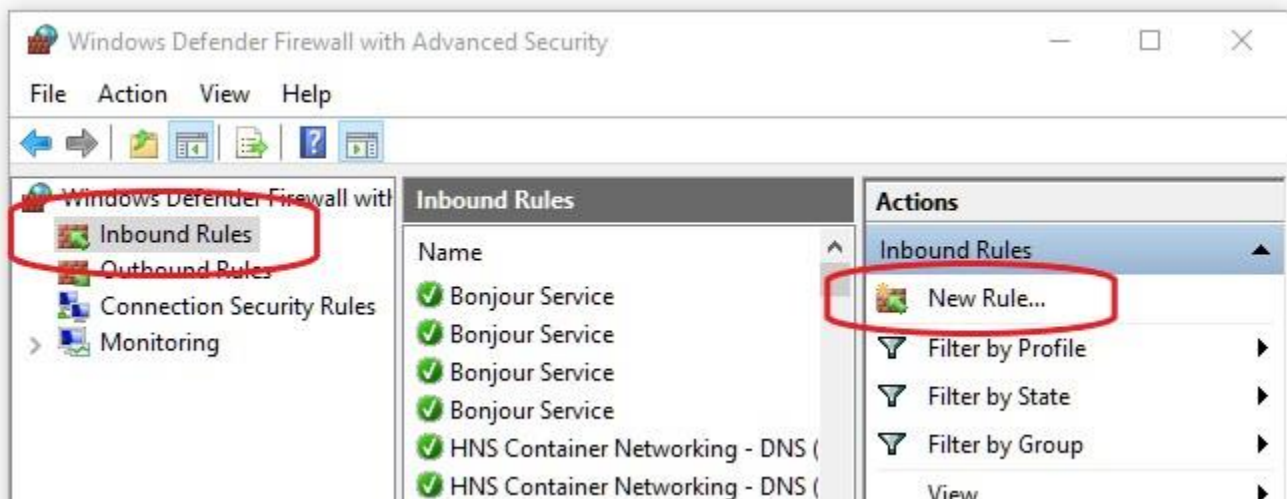 Windows Defender Firewall with Advanced Security
File Action View Help
Windows Defender Firewall with
Inbound Rules
Outbound Rules
Connection Security Rules
Monitoring
Inbound Rules
Name
Bonjour Service
Bonjour Service
Bonjour Service
Bonjour Service
HNS Container Networking - DNS (
HNS Container Networking - DNS (
Actions
Inbound Rules
New Rule...
Filter by Profile
Filter by State
Filter by Group
View